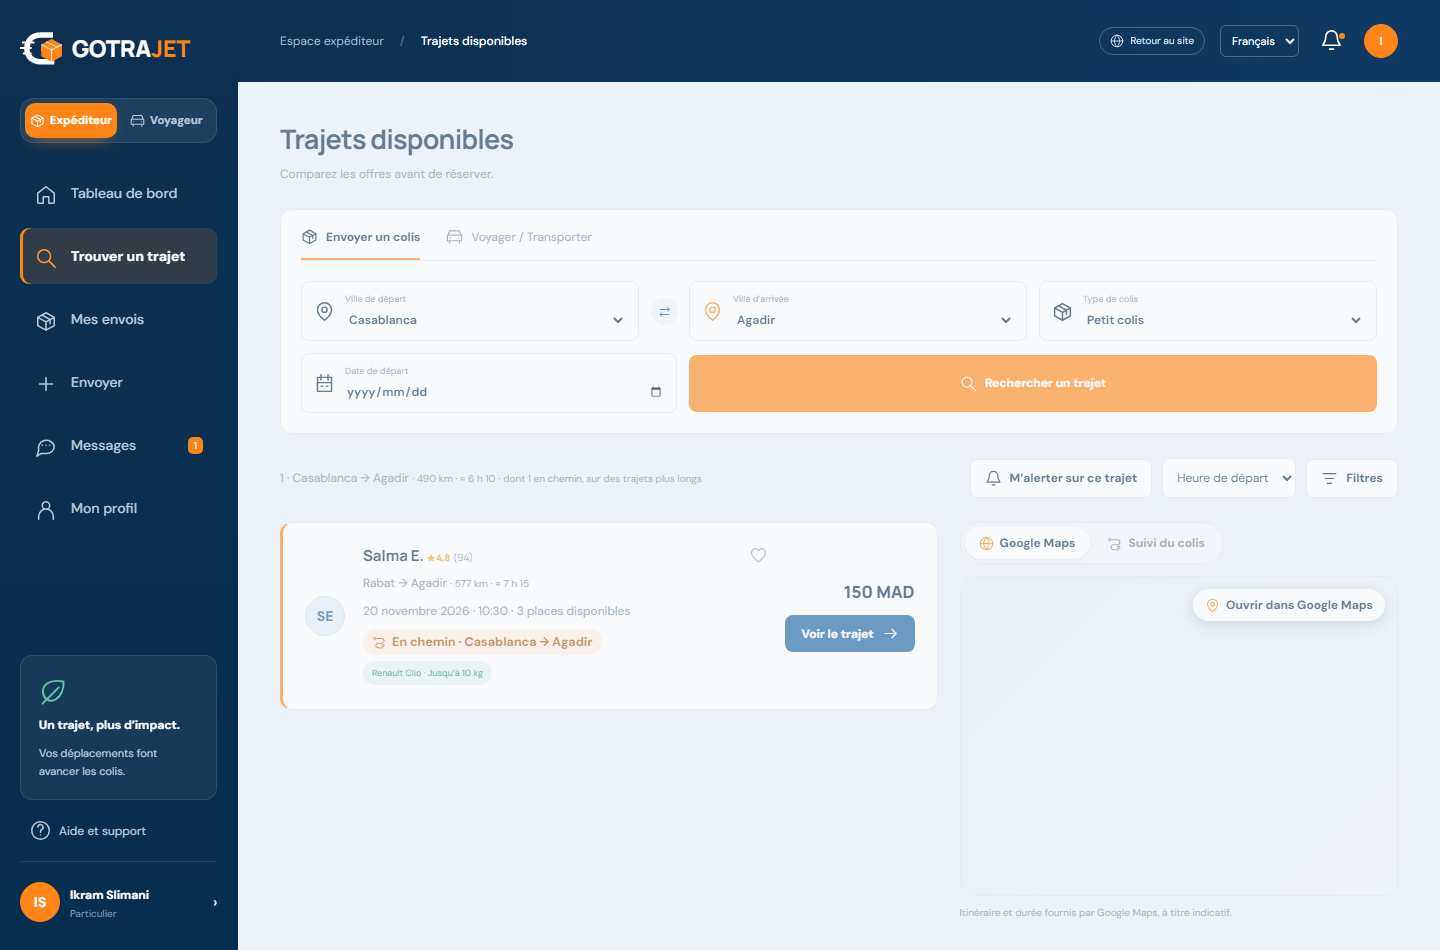 GOTRAJET
Espace expéditeur / Trajets disponibles
Retour au site
Français
I
Expéditeur
Voyageur
Tableau de bord
Trouver un trajet
Mes envois
Envoyer
Messages
1
Mon profil
Un trajet, plus d'impact.
Vos déplacements font
avancer les colis.
Aide et support
IS
Ikram Slimani
Particulier
›
Trajets disponibles
Comparez les offres avant de réserver.
Envoyer un colis
Voyager / Transporter
Ville de départ
Casablanca
Ville d'arrivée
Agadir
Type de colis
Petit colis
Date de départ
yyyy/mm/dd
Rechercher un trajet
1 · Casablanca → Agadir · 490 km · ≈ 6 h 10 · dont 1 en chemin, sur des trajets plus longs
M'alerter sur ce trajet
Heure de départ
Filtres
SE
Salma E. ★ 4,8 (94)
Rabat → Agadir · 577 km · ≈ 7 h 15
20 novembre 2026 · 10:30 · 3 places disponibles
En chemin · Casablanca → Agadir
Renault Clio · Jusqu'à 10 kg
150 MAD
Voir le trajet →
Google Maps
Suivi du colis
Ouvrir dans Google Maps
Itinéraire et durée fournis par Google Maps, à titre indicatif.